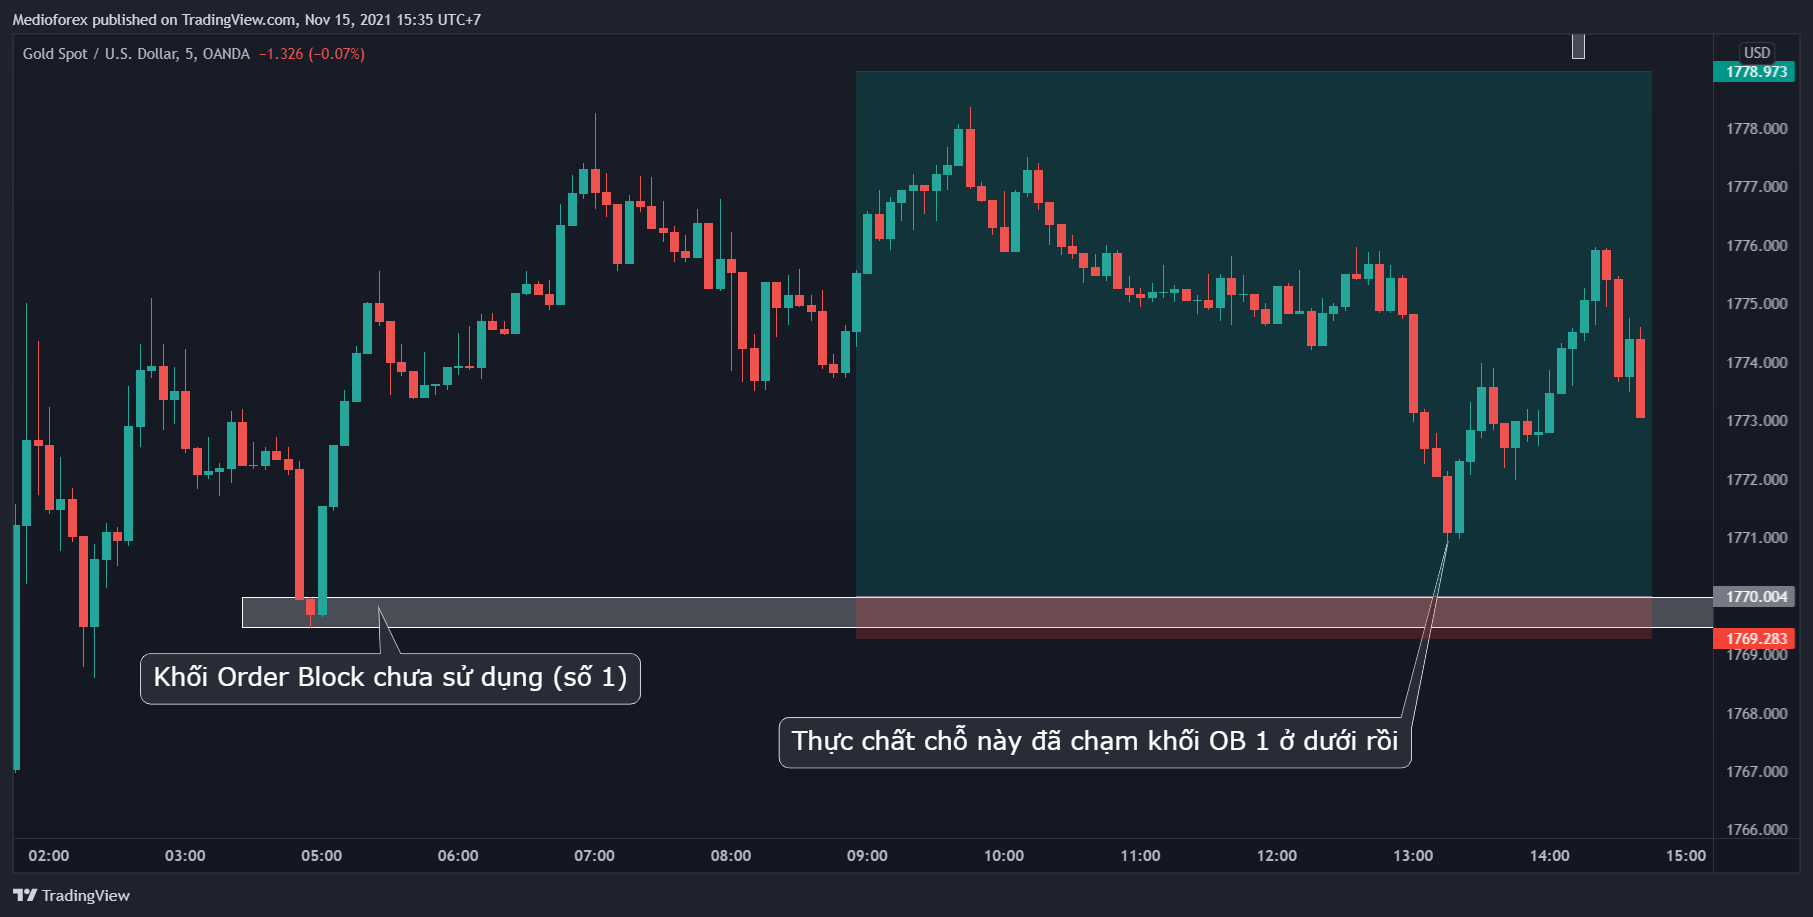 Medioforex published on TradingView.com, Nov 15, 2021 15:35 UTC+7
Gold Spot / U.S. Dollar, 5, OANDA −1.326 (−0.07%)
USD
1778.973
1778.000
1777.000
1776.000
1775.000
1774.000
1773.000
1772.000
1771.000
1770.004
1769.283
1769.000
1768.000
1767.000
1766.000
Khối Order Block chưa sử dụng (số 1)
Thực chất chỗ này đã chạm khối OB 1 ở dưới rồi
02:00 03:00 05:00 06:00 07:00 08:00 09:00 10:00 11:00 12:00 13:00 14:00 15:00
TradingView